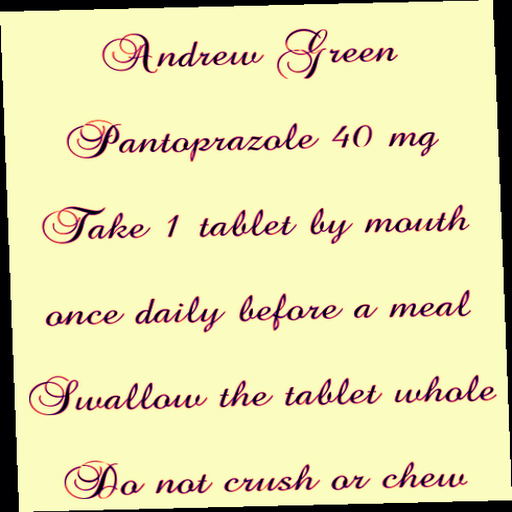 Andrew Green
Pantoprazole 40 mg
Take 1 tablet by mouth
once daily before a meal
Swallow the tablet whole
Do not crush or chew